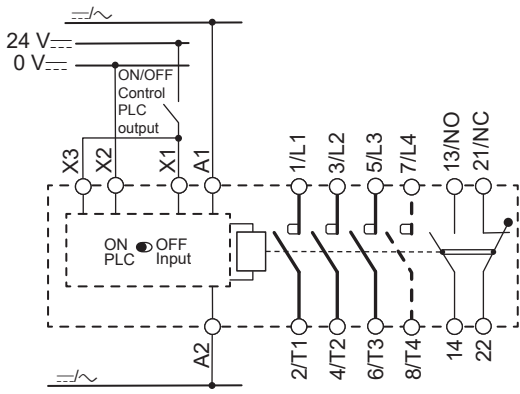 24 V
0 V
ON/OFF
Control
PLC
output
X3
X2
X1
A1
1/L1
3/L2
5/L3
7/L4
13/NO
21/NC
ON OFF
PLC Input
A2
2/T1
4/T2
6/T3
8/T4
14
22